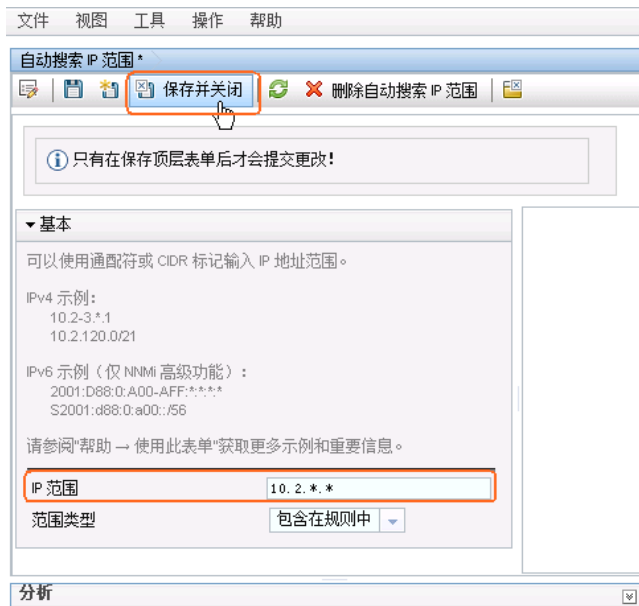 文件 视图 工具 操作 帮助
自动搜索 IP 范围 *
保存并关闭 删除自动搜索 IP 范围
只有在保存顶层表单后才会提交更改!
基本
可以使用通配符或 CIDR 标记输入 IP 地址范围。
IPv4 示例:
10.2-3.*.1
10.2.120.0/21
IPv6 示例（仅 NNMi 高级功能）:
2001:D88:0:A00-AFF:*:*:*:*
S2001:d88:0:a00::/56
请参阅"帮助 → 使用此表单"获取更多示例和重要信息。
IP 范围 10.2.*.*
范围类型 包含在规则中
分析